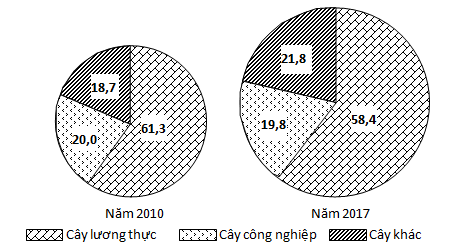 18,7
61,3
20,0
21,8
58,4
19,8
Năm 2010
Năm 2017
Cây lương thực
Cây công nghiệp
Cây khác